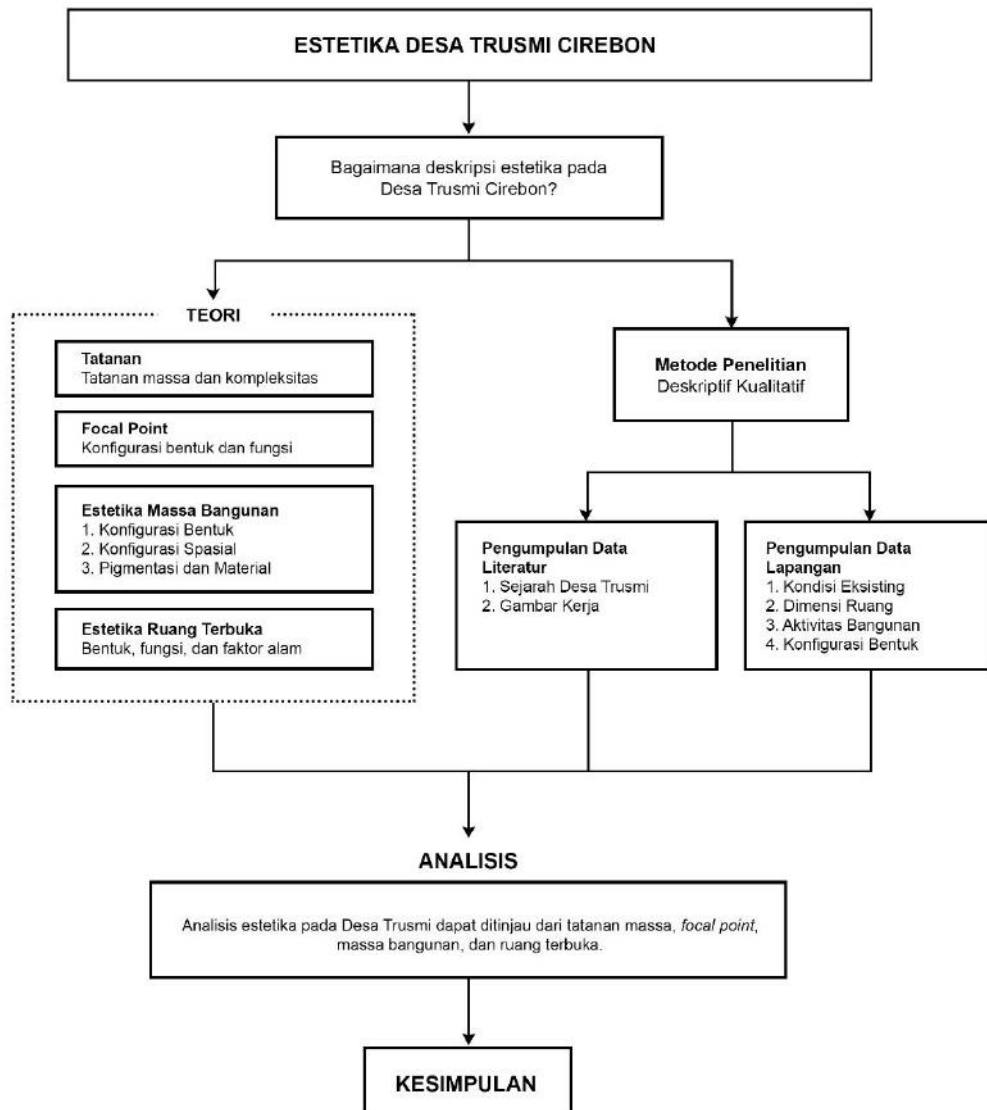 ESTETIKA DESA TRUSMI CIREBON
Bagaimana deskripsi estetika pada
Desa Trusmi Cirebon?
TEORI
Tatanan
Tatanan massa dan kompleksitas
Focal Point
Konfigurasi bentuk dan fungsi
Estetika Massa Bangunan
1. Konfigurasi Bentuk
2. Konfigurasi Spasial
3. Pigmentasi dan Material
Estetika Ruang Terbuka
Bentuk, fungsi, dan faktor alam
Metode Penelitian
Deskriptif Kualitatif
Pengumpulan Data
Literatur
1. Sejarah Desa Trusmi
2. Gambar Kerja
Pengumpulan Data
Lapangan
1. Kondisi Eksisting
2. Dimensi Ruang
3. Aktivitas Bangunan
4. Konfigurasi Bentuk
ANALISIS
Analisis estetika pada Desa Trusmi dapat ditinjau dari tatanan massa, focal point,
massa bangunan, dan ruang terbuka.
KESIMPULAN